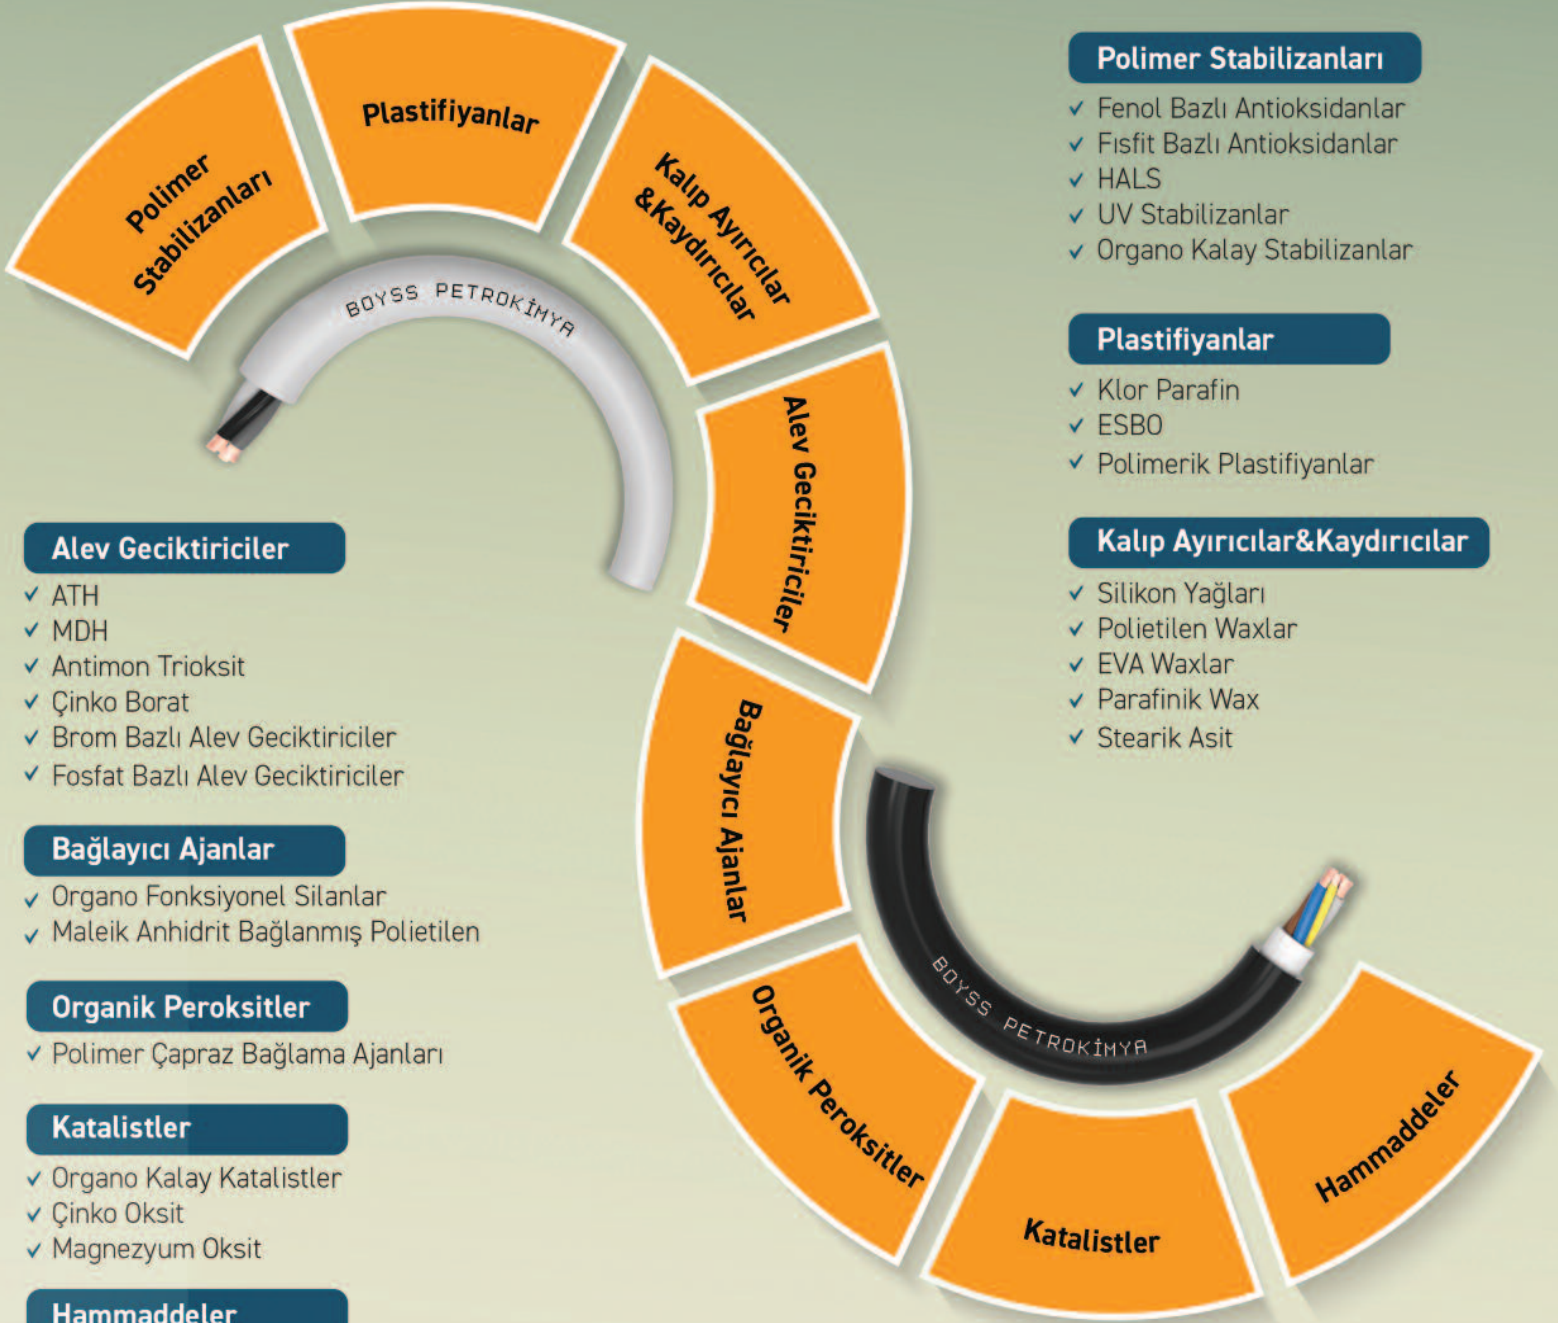 Polimer
Stabilizanları
Plastifiyanlar
Kalıp Ayırıcılar
&Kaydırıcılar
Alev Geciktiriciler
Bağlayıcı Ajanlar
Organik Peroksitler
Katalistler
Hammaddeler
BOYSS PETROKİMYA
BOYSS PETROKİMYA
Alev Geciktiriciler
ATH
MDH
Antimon Trioksit
Çinko Borat
Brom Bazlı Alev Geciktiriciler
Fosfat Bazlı Alev Geciktiriciler
Bağlayıcı Ajanlar
Organo Fonksiyonel Silanlar
Maleik Anhidrit Bağlanmış Polietilen
Organik Peroksitler
Polimer Çapraz Bağlama Ajanları
Katalistler
Organo Kalay Katalistler
Çinko Oksit
Magnezyum Oksit
Hammaddeler
Polimer Stabilizanları
Fenol Bazlı Antioksidanlar
Fısfit Bazlı Antioksidanlar
HALS
UV Stabilizanlar
Organo Kalay Stabilizanlar
Plastifiyanlar
Klor Parafin
ESBO
Polimerik Plastifiyanlar
Kalıp Ayırıcılar&Kaydırıcılar
Silikon Yağları
Polietilen Waxlar
EVA Waxlar
Parafinik Wax
Stearik Asit